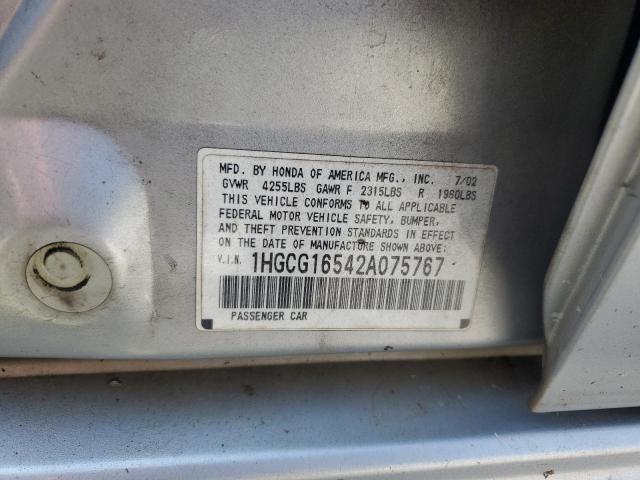 MFD. BY HONDA OF AMERICA MFG., INC. 7/02
GVWR 4255LBS GAWR F 2315LBS R 1960LBS
THIS VEHICLE CONFORMS TO ALL APPLICABLE
FEDERAL MOTOR VEHICLE SAFETY, BUMPER,
AND THEFT PREVENTION STANDARDS IN EFFECT
ON THE DATE OF MANUFACTURE SHOWN ABOVE:
V.I.N. 1HGCG16542A075767
PASSENGER CAR